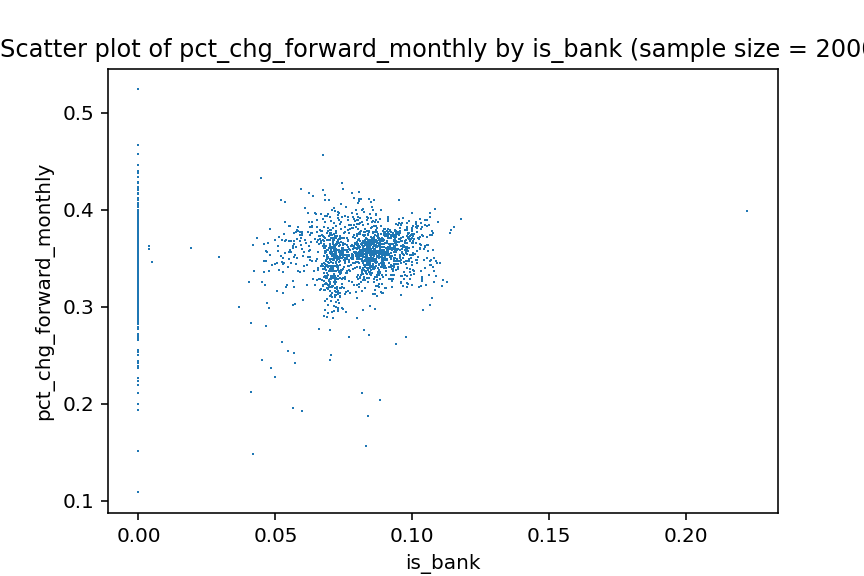 Scatter plot of pct_chg_forward_monthly by is_bank (sample size = 200
0.5
0.4
0.3
0.2
0.1
pct_chg_forward_monthly
0.00 0.05 0.10 0.15 0.20
is_bank